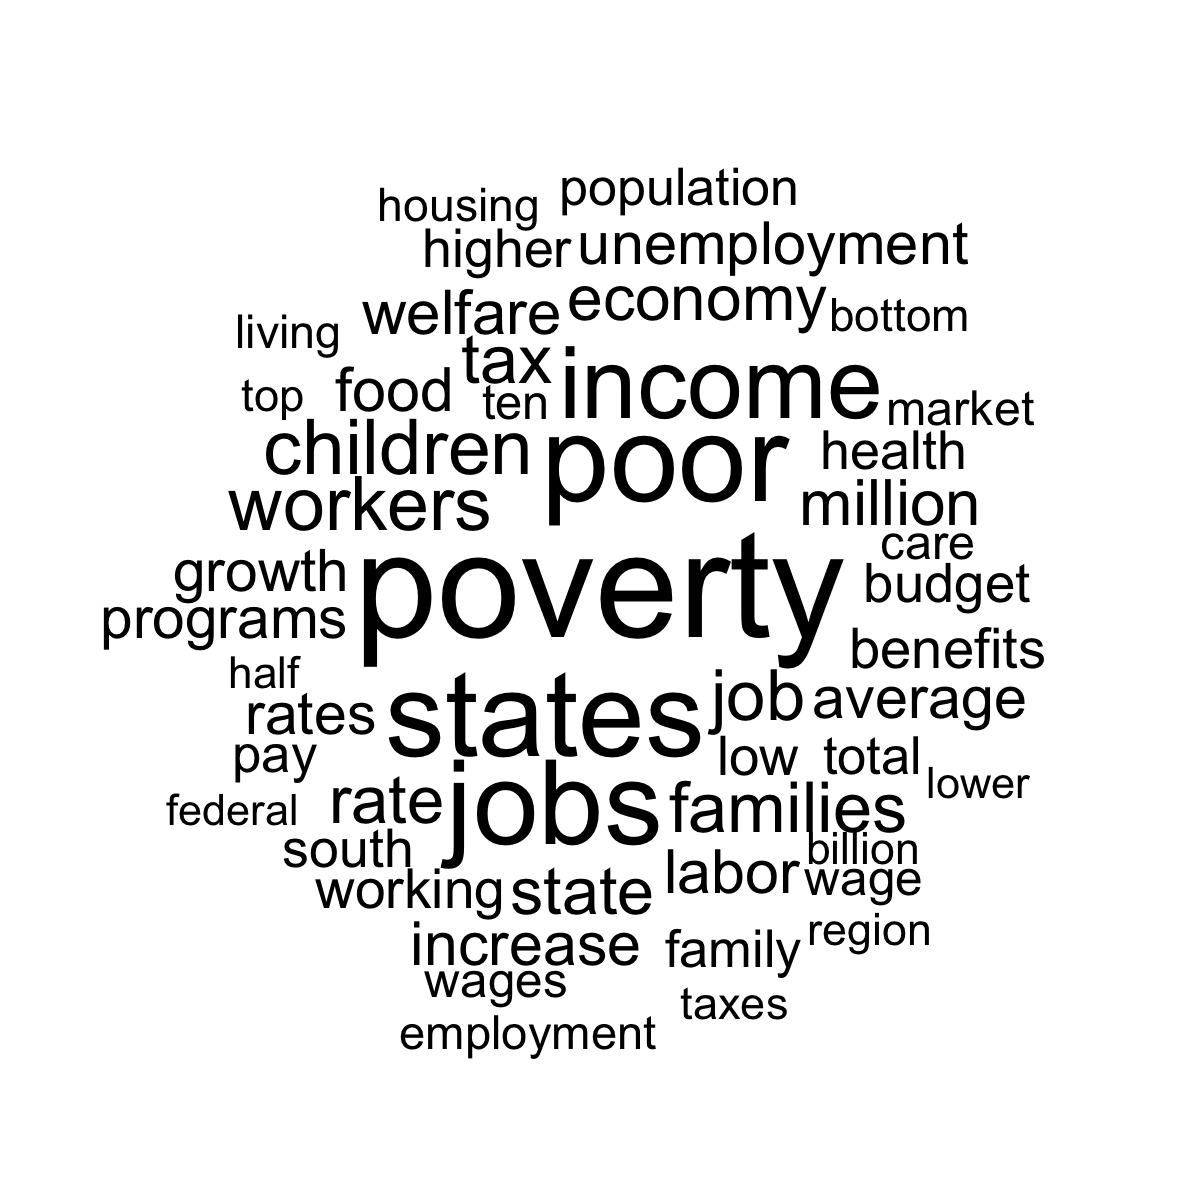 housing population
higher unemployment
welfare economy bottom
living
tax income
top food ten market
children poor health
workers million
care
growth poverty budget
programs benefits
half
rates states job average
pay low total lower
federal rate jobs families
south billion
working state labor wage
increase family region
wages taxes
employment